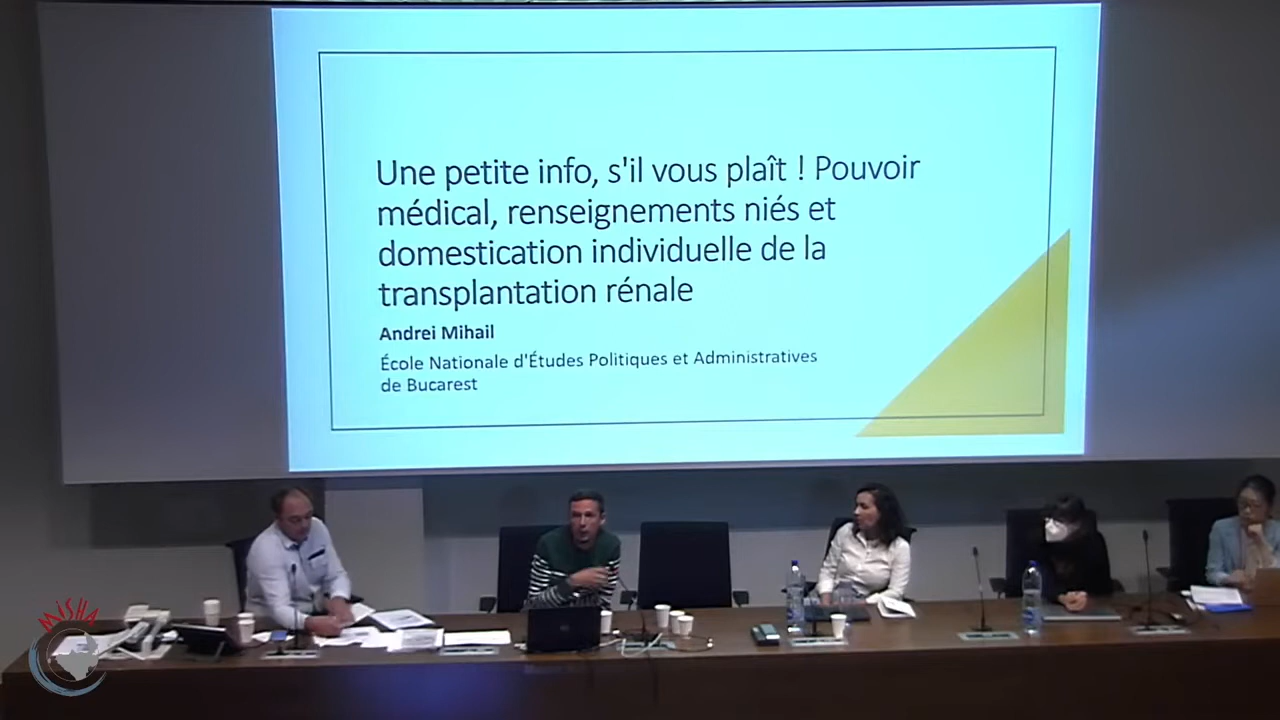 Une petite info, s'il vous plaît ! Pouvoir
médical, renseignements niés et
domestication individuelle de la
transplantation rénale
Andrei Mihail
École Nationale d'Études Politiques et Administratives
de Bucarest
MiSHA